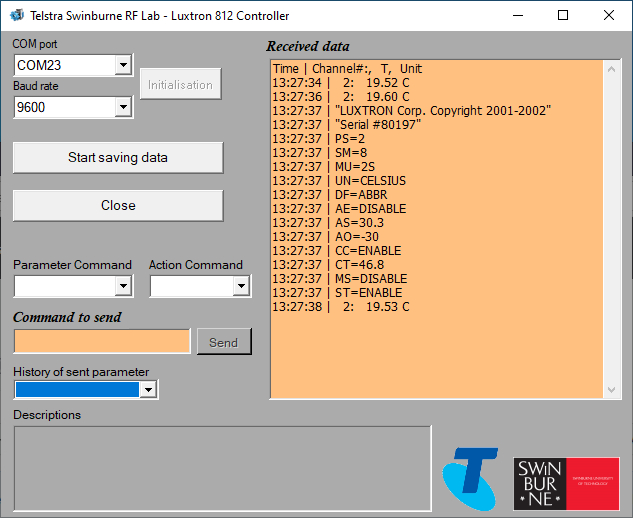 Telstra Swinburne RF Lab - Luxtron 812 Controller
COM port
COM23
Initialisation
Baud rate
9600
Start saving data
Close
Parameter Command
Action Command
Command to send
Send
History of sent parameter
Descriptions
Received data
Time | Channel#:, T, Unit
13:27:34 | 2: 19.52 C
13:27:36 | 2: 19.60 C
13:27:37 | "LUXTRON Corp. Copyright 2001-2002"
13:27:37 | "Serial #80197"
13:27:37 | PS=2
13:27:37 | SM=8
13:27:37 | MU=2S
13:27:37 | UN=CELSIUS
13:27:37 | DF=ABBR
13:27:37 | AE=DISABLE
13:27:37 | AS=30.3
13:27:37 | AO=-30
13:27:37 | CC=ENABLE
13:27:37 | CT=46.8
13:27:37 | MS=DISABLE
13:27:37 | ST=ENABLE
13:27:38 | 2: 19.53 C
T
SWIN
BUR
*NE*
SWINBURNE UNIVERSITY
OF TECHNOLOGY